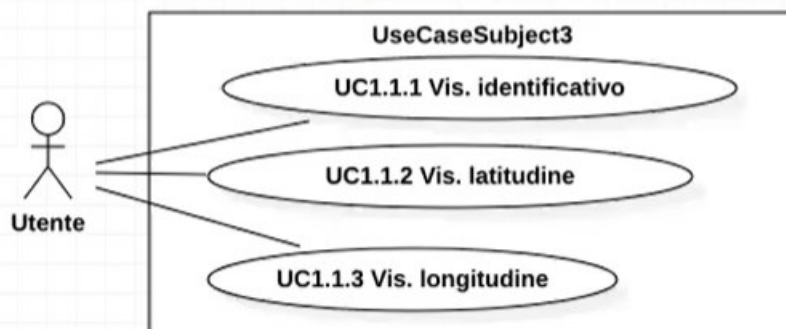 UseCaseSubject3
UC1.1.1 Vis. identificativo
UC1.1.2 Vis. latitudine
Utente
UC1.1.3 Vis. longitudine